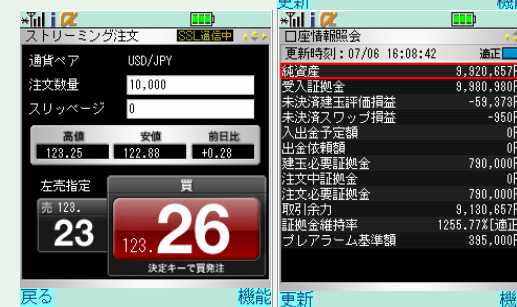 更新 機能
ストリーミング注文 SSL通信中
通貨ペア USD/JPY
注文数量 10,000
スリッページ 0
高値 安値 前日比
123.25 122.88 +0.28
左売指定 買
売 123.
23
123. 26
決定キーで買発注
戻る 機能
口座情報照会
更新時刻:07/06 16:08:42 適正
純資産 9,920,657円
受入証拠金 9,980,980円
未決済建玉評価損益 -59,373円
未決済スワップ損益 -950円
入出金予定額 0円
出金依頼額 0円
建玉必要証拠金 790,000円
注文中証拠金 0円
注文必要証拠金 790,000円
取引余力 9,130,657円
証拠金維持率 1255.77%[適正
プレアラーム基準額 395,000円
更新 機